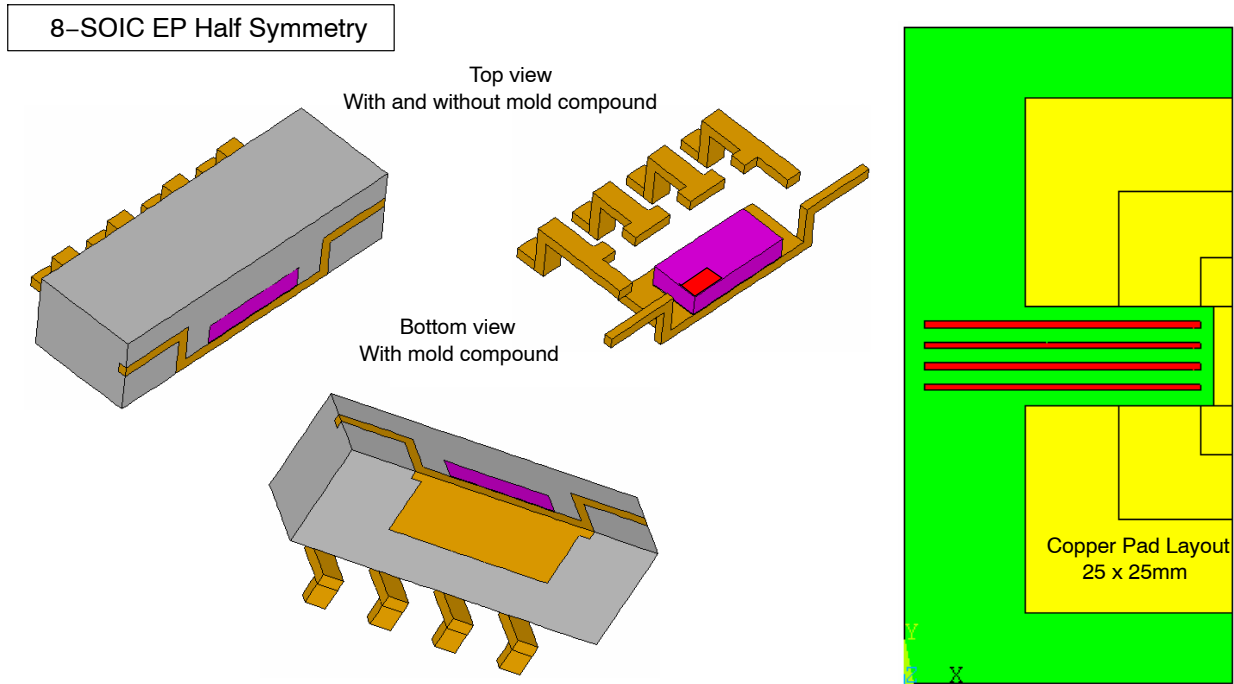 8–SOIC EP Half Symmetry
Top view
With and without mold compound
Bottom view
With mold compound
Copper Pad Layout
25 x 25mm
Y
Z
X